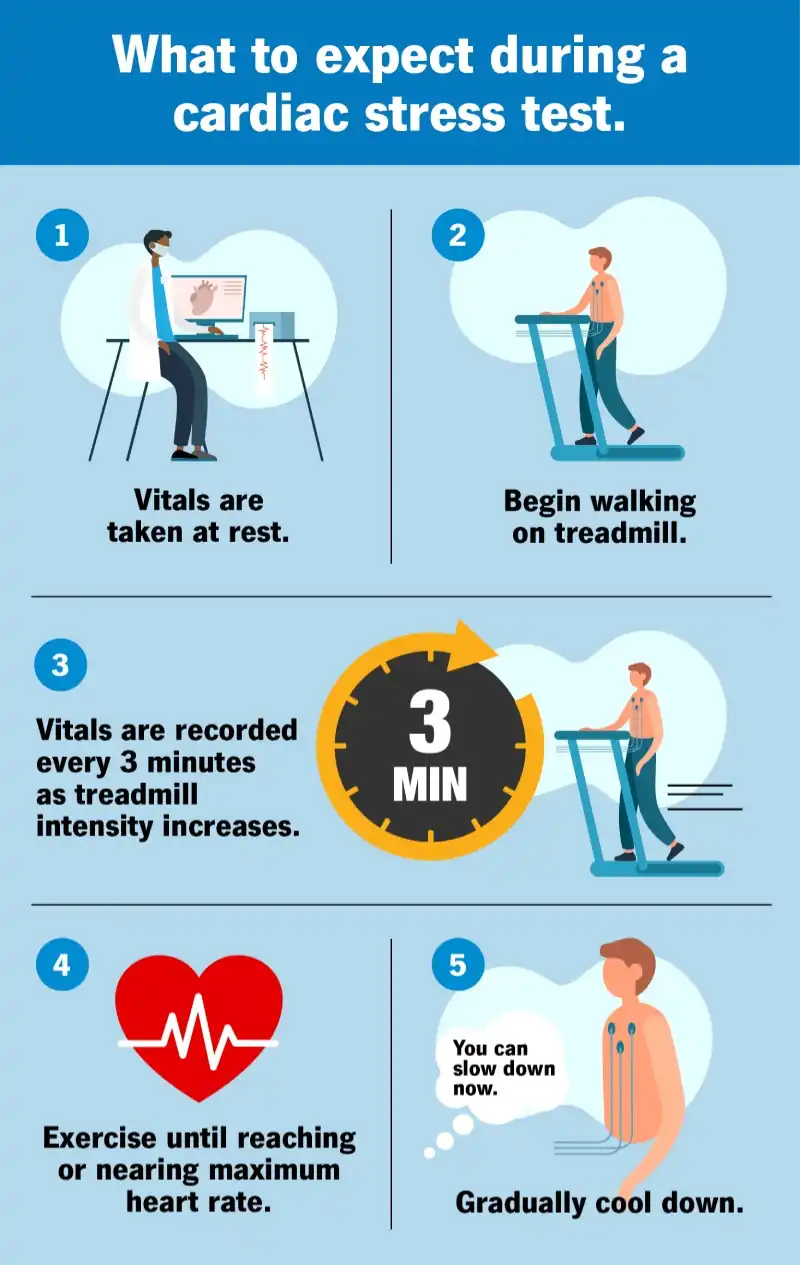 What to expect during a
cardiac stress test.
1
Vitals are
taken at rest.
2
Begin walking
on treadmill.
3
Vitals are recorded
every 3 minutes
as treadmill
intensity increases.
3
MIN
4
Exercise until reaching
or nearing maximum
heart rate.
5
You can
slow down
now.
Gradually cool down.